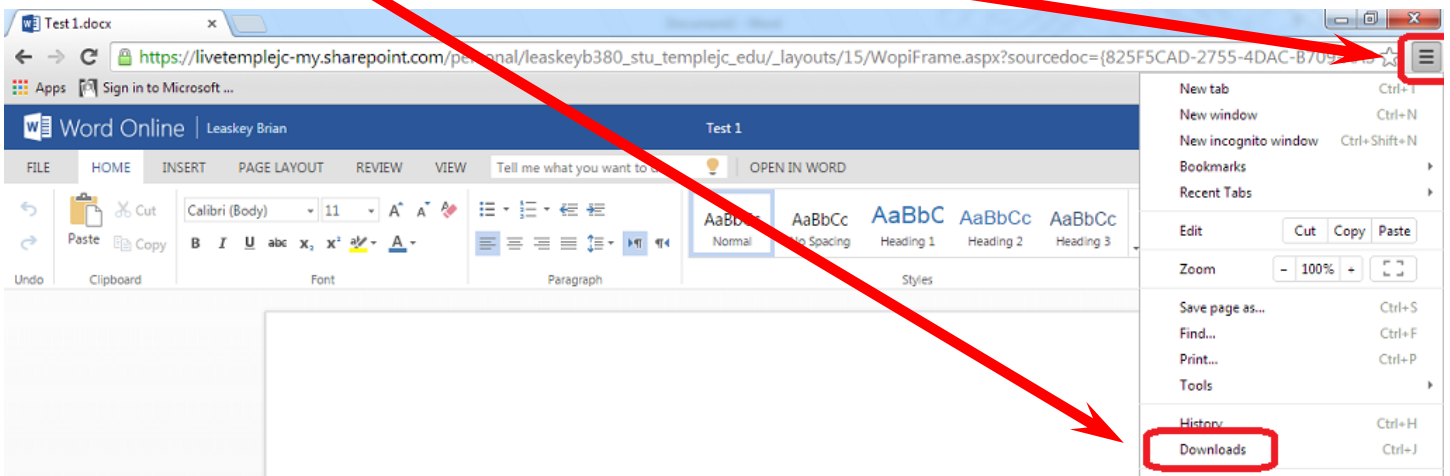 Test 1.docx
https://livetemplejc-my.sharepoint.com/personal/leaskeyb380_stu_templejc_edu/_layouts/15/WopiFrame.aspx?sourcedoc={825F5CAD-2755-4DAC-B709
Apps Sign in to Microsoft ...
Word Online | Leaskey Brian Test 1
FILE HOME INSERT PAGE LAYOUT REVIEW VIEW Tell me what you want to OPEN IN WORD
Cut Calibri (Body) 11
Paste Copy B I U abc x₂ x² A
AaBbCc AaBbCc AaBbC AaBbCc AaBbCc
Normal No Spacing Heading 1 Heading 2 Heading 3
Undo Clipboard Font Paragraph Styles
New tab Ctrl+T
New window Ctrl+N
New incognito window Ctrl+Shift+N
Bookmarks
Recent Tabs
Edit Cut Copy Paste
Zoom - 100% +
Save page as... Ctrl+S
Find... Ctrl+F
Print... Ctrl+P
Tools
History Ctrl+H
Downloads Ctrl+J